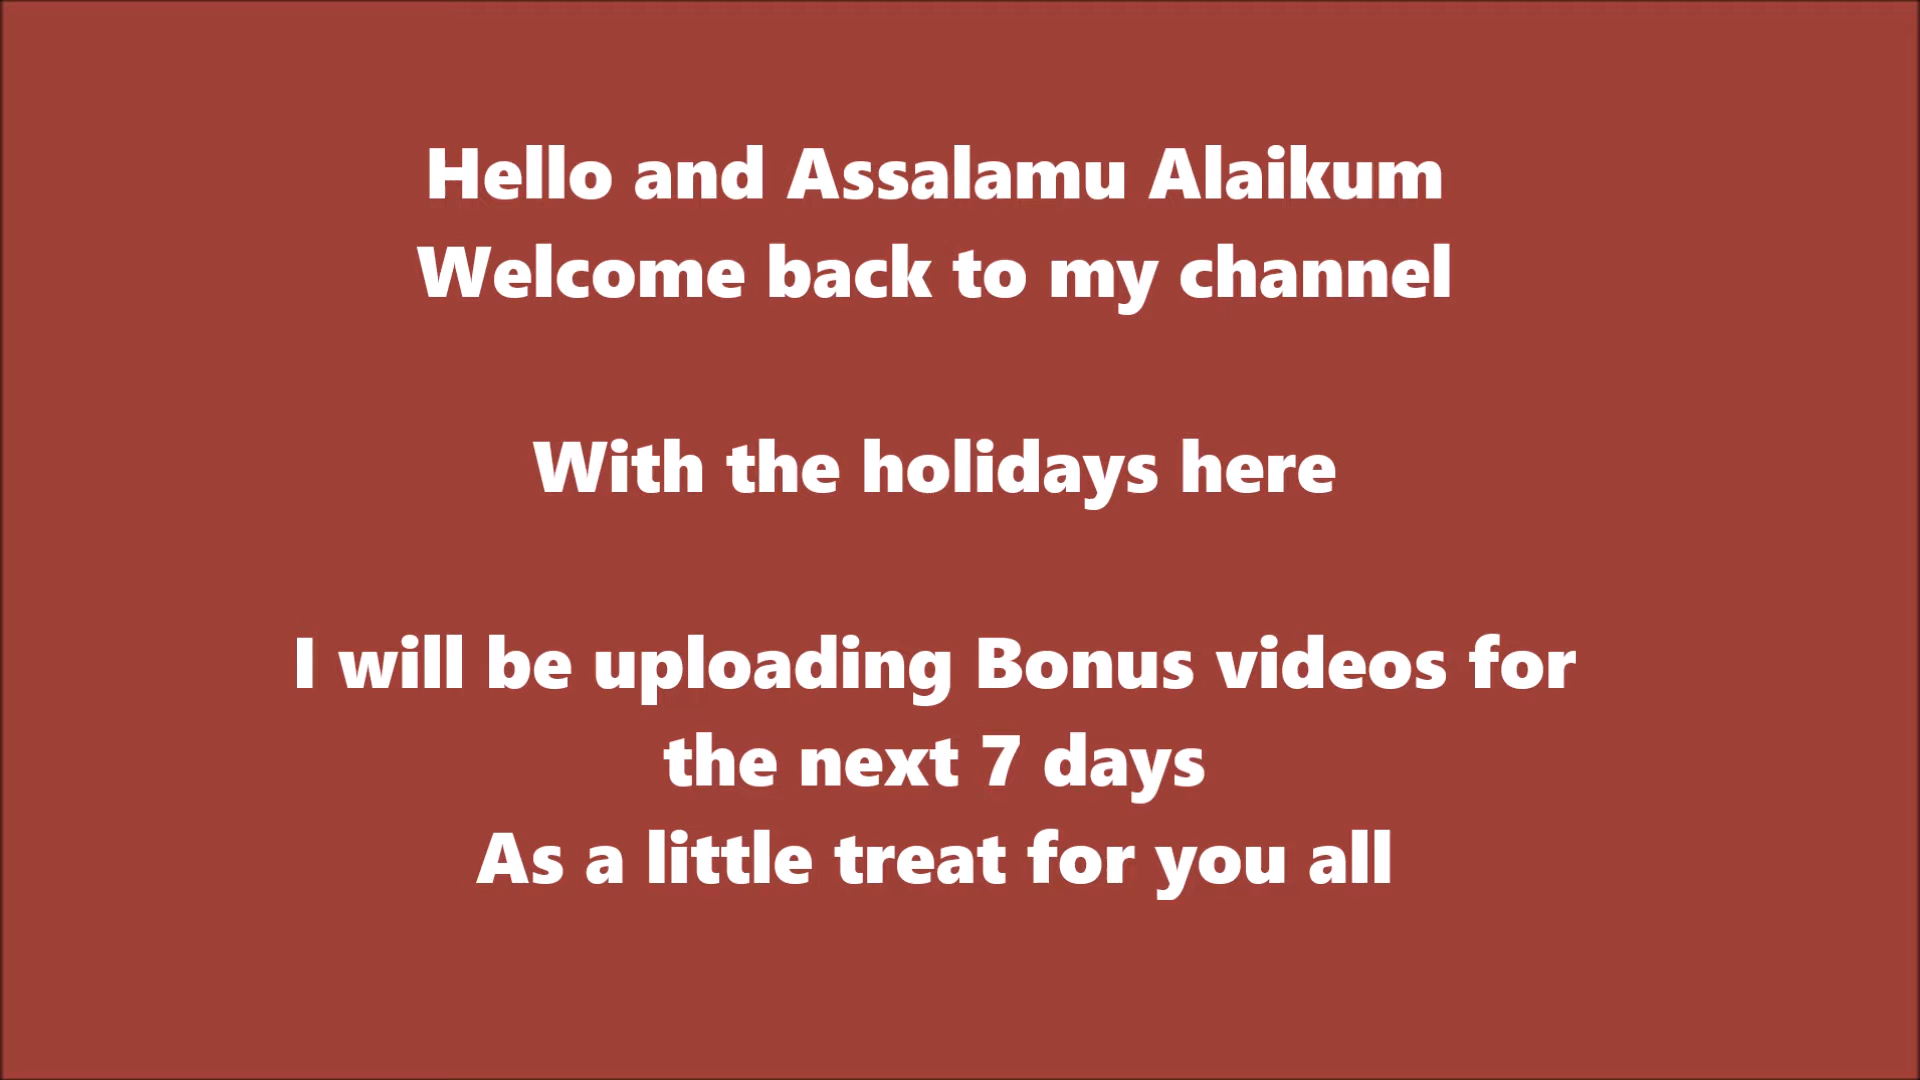 Hello and Assalamu Alaikum
Welcome back to my channel
With the holidays here
I will be uploading Bonus videos for
the next 7 days
As a little treat for you all